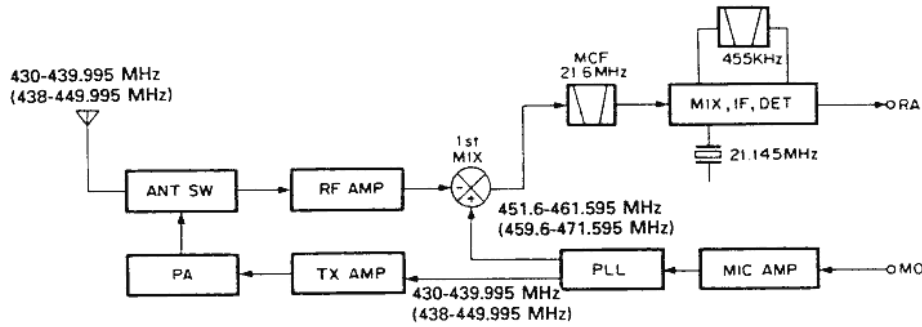 MCF
21.6MHz
455KHz
430-439.995 MHz
(438-449.995 MHz)
MIX, IF, DET
RA
1st
MIX
21.145MHz
ANT SW
RF AMP
-
+
451.6-461.595 MHz
(459.6-471.595 MHz)
PA
TX AMP
PLL
MIC AMP
MO
430-439.995 MHz
(438-449.995 MHz)